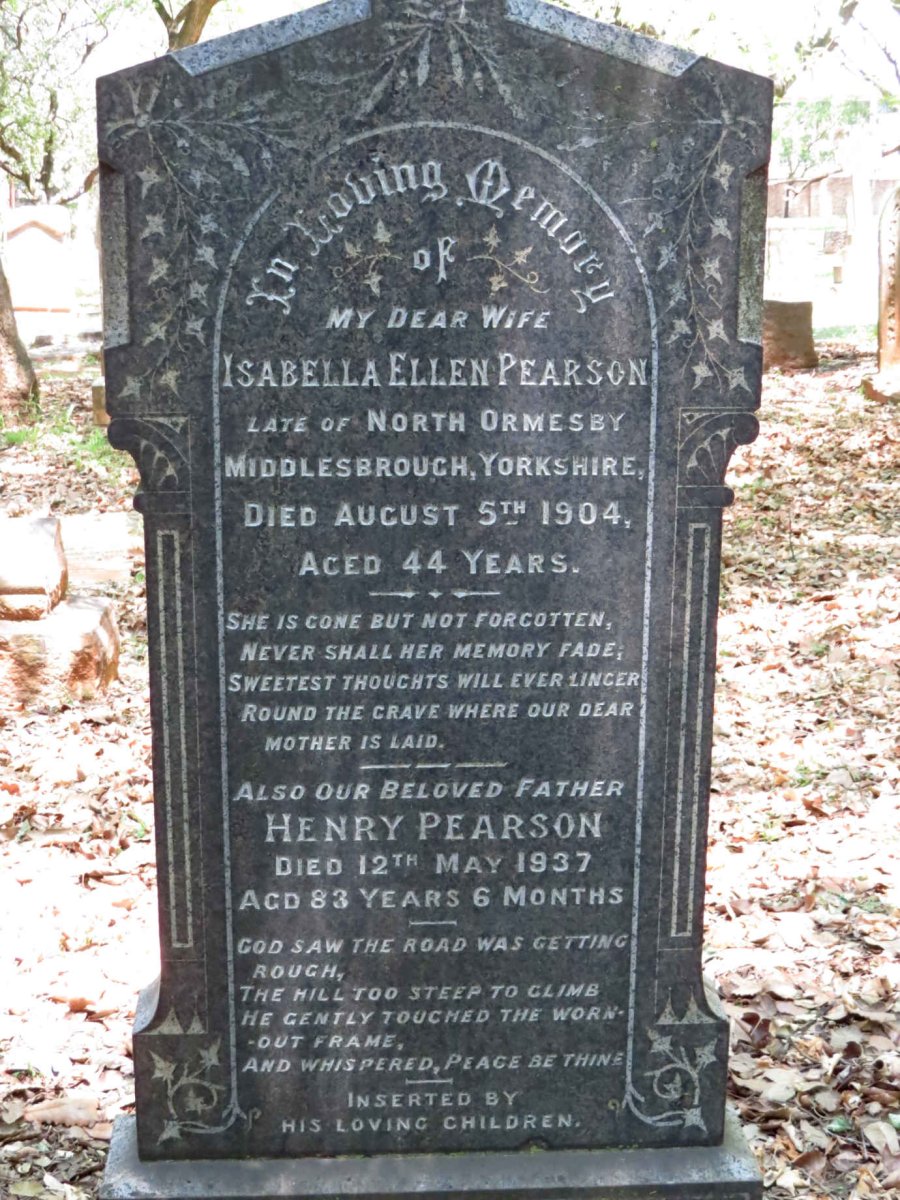 In Loving Memory
of
MY DEAR WIFE
ISABELLA ELLEN PEARSON
LATE OF NORTH ORMESBY
MIDDLESBROUGH, YORKSHIRE,
DIED AUGUST 5TH 1904,
AGED 44 YEARS.
SHE IS GONE BUT NOT FORGOTTEN,
NEVER SHALL HER MEMORY FADE;
SWEETEST THOUGHTS WILL EVER LINGER
ROUND THE GRAVE WHERE OUR DEAR
MOTHER IS LAID.
ALSO OUR BELOVED FATHER
HENRY PEARSON
DIED 12TH MAY 1937
AGD 83 YEARS 6 MONTHS
GOD SAW THE ROAD WAS GETTING
ROUGH,
THE HILL TOO STEEP TO CLIMB
HE GENTLY TOUCHED THE WORN-
-OUT FRAME,
AND WHISPERED, PEACE BE THINE
INSERTED BY
HIS LOVING CHILDREN.